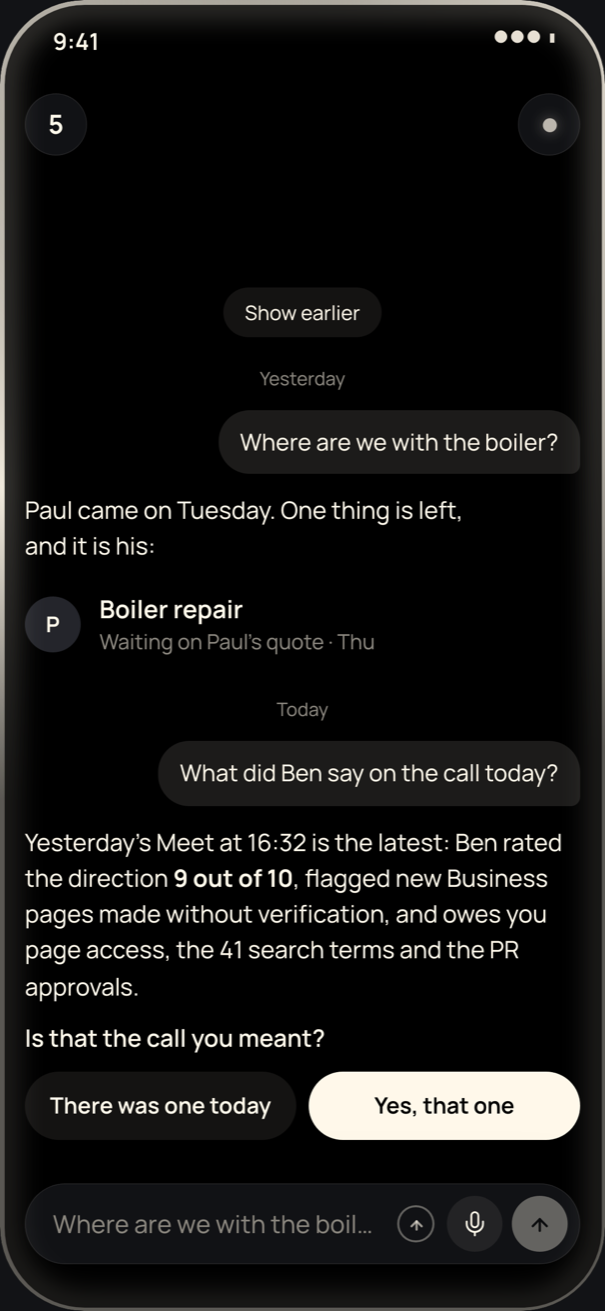 9:41
5
Show earlier
Yesterday
Where are we with the boiler?
Paul came on Tuesday. One thing is left,
and it is his:
P
Boiler repair
Waiting on Paul's quote · Thu
Today
What did Ben say on the call today?
Yesterday's Meet at 16:32 is the latest: Ben rated
the direction 9 out of 10, flagged new Business
pages made without verification, and owes you
page access, the 41 search terms and the PR
approvals.
Is that the call you meant?
There was one today
Yes, that one
Where are we with the boil...